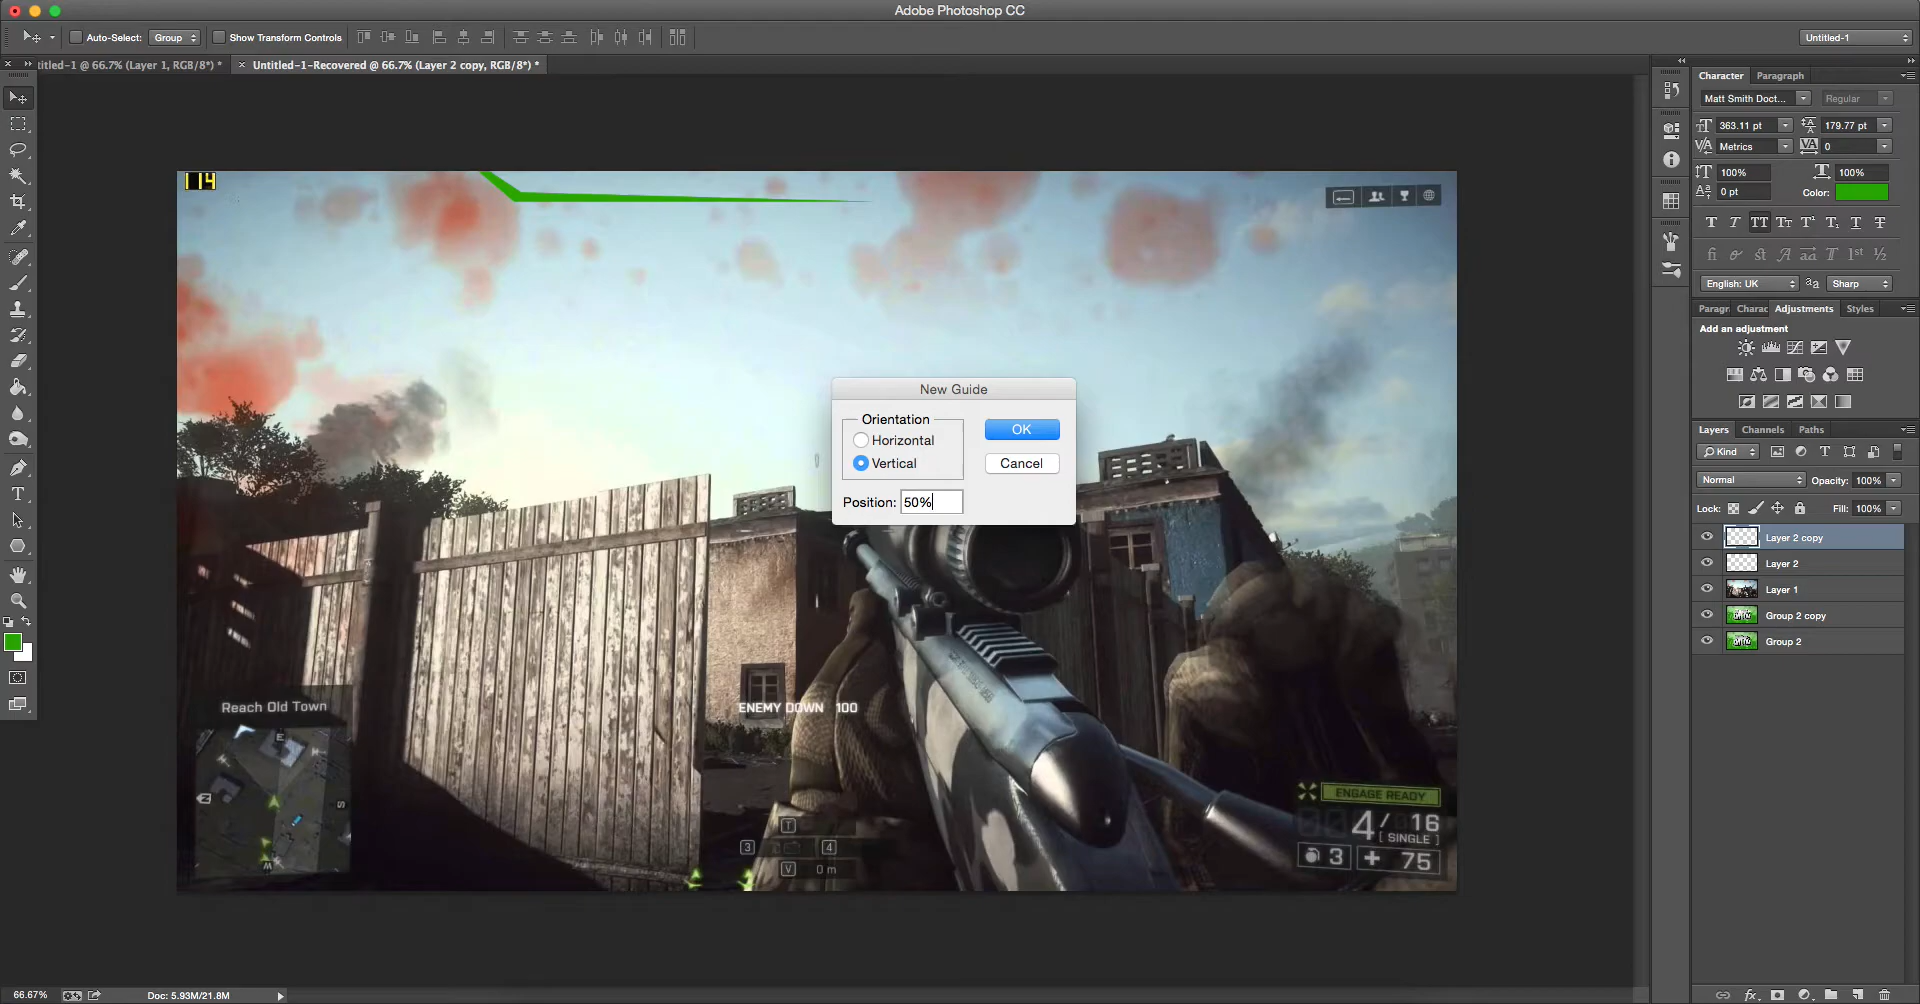 Adobe Photoshop CC
Auto-Select: Group Show Transform Controls Untitled-1
titled-1 @ 66.7% (Layer 1, RGB/8*) * × Untitled-1-Recovered @ 66.7% (Layer 2 copy, RGB/8*) *
Character Paragraph
Matt Smith Doct... Regular
363.11 pt 179.77 pt
Metrics 0
100% 100%
0 pt Color:
English: UK Sharp
Paragr Charac Adjustments Styles
Add an adjustment
Layers Channels Paths
Kind
Normal Opacity: 100%
Lock: Fill: 100%
Layer 2 copy
Layer 2
Layer 1
Group 2 copy
Group 2
New Guide
Orientation
Horizontal
Vertical
OK
Cancel
Position: 50%
Reach Old Town
ENEMY DOWN 100
T
3 4
V 0 m
ENGAGE READY
4/ 16
[ SINGLE ]
3 + 75
66.67% Doc: 5.93M/21.8M